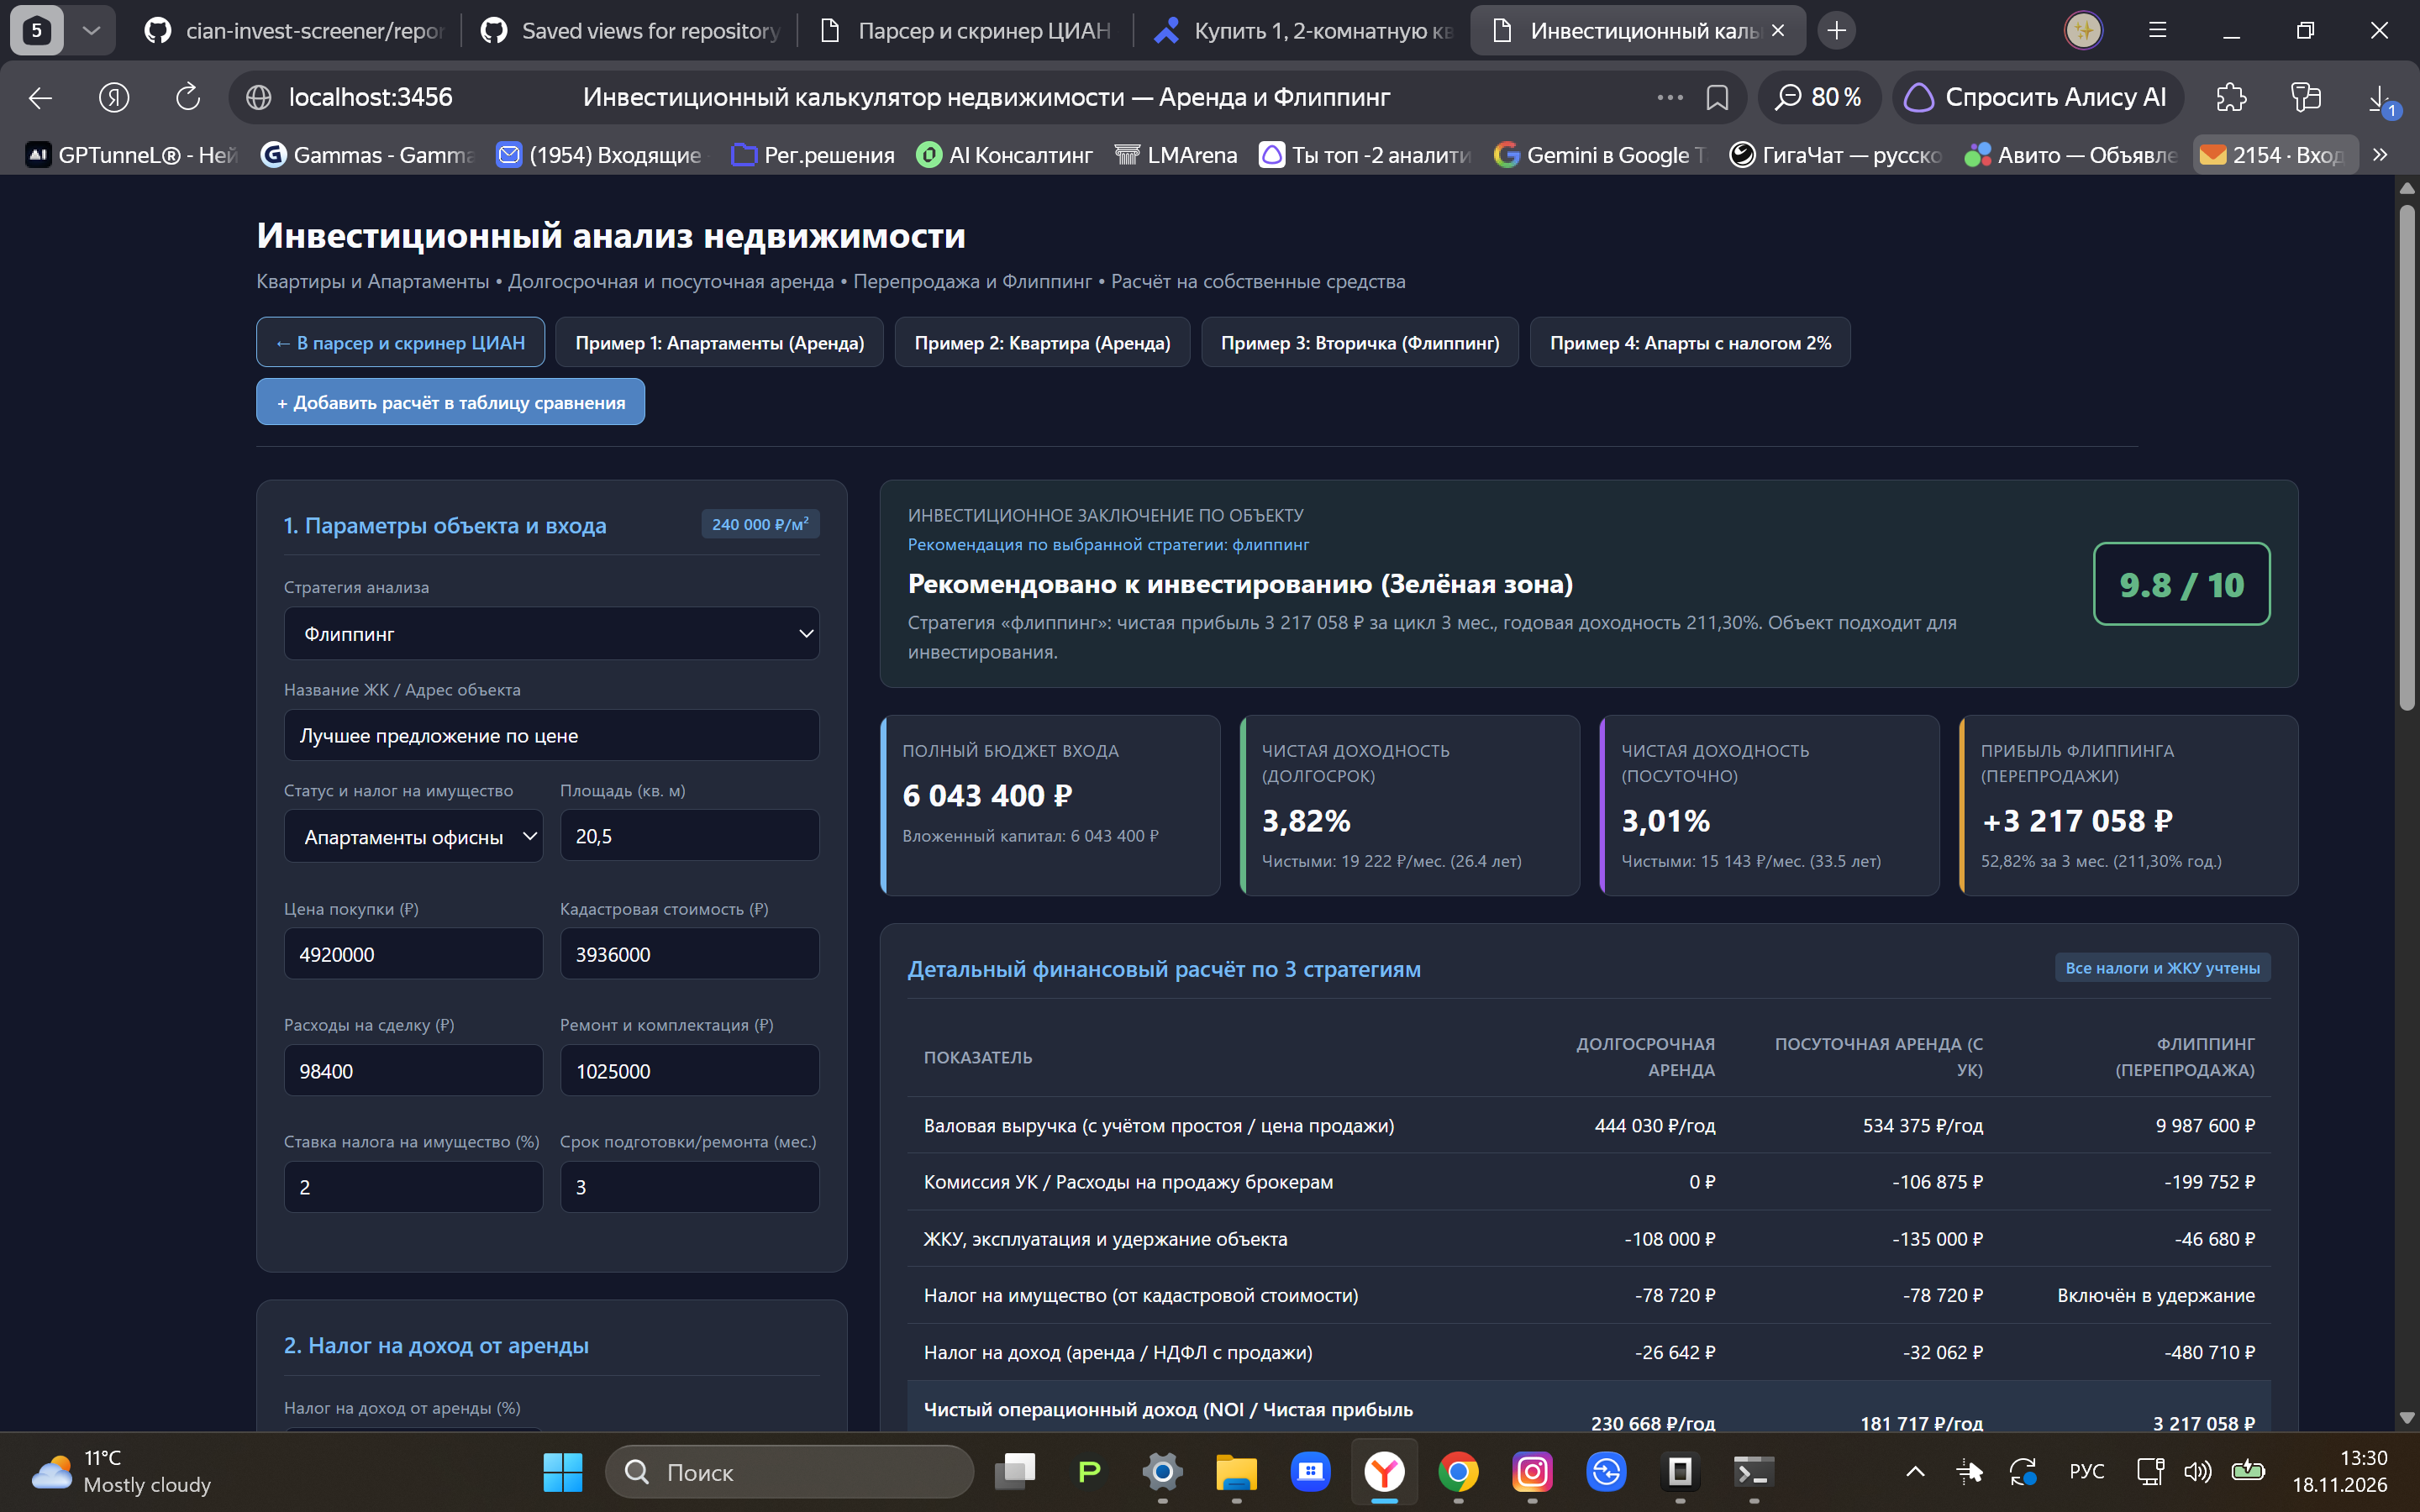 5
cian-invest-screener/repor
Saved views for repository
Парсер и скринер ЦИАН
Купить 1, 2-комнатную кв
Инвестиционный каль
localhost:3456
Инвестиционный калькулятор недвижимости — Аренда и Флиппинг
80 %
Спросить Алису AI
1
GPTunneL® - Ней
Gammas - Gamma
(1954) Входящие
Рег.решения
AI Консалтинг
LMArena
Ты топ -2 аналити
Gemini в Google T
ГигаЧат — русско
Авито — Объявле
2154 · Вход
Инвестиционный анализ недвижимости
Квартиры и Апартаменты • Долгосрочная и посуточная аренда • Перепродажа и Флиппинг • Расчёт на собственные средства
← В парсер и скринер ЦИАН
Пример 1: Апартаменты (Аренда)
Пример 2: Квартира (Аренда)
Пример 3: Вторичка (Флиппинг)
Пример 4: Апарты с налогом 2%
+ Добавить расчёт в таблицу сравнения
1. Параметры объекта и входа
240 000 ₽/м²
Стратегия анализа
Флиппинг
Название ЖК / Адрес объекта
Лучшее предложение по цене
Статус и налог на имущество
Площадь (кв. м)
Апартаменты офисны
20,5
Цена покупки (₽)
Кадастровая стоимость (₽)
4920000
3936000
Расходы на сделку (₽)
Ремонт и комплектация (₽)
98400
1025000
Ставка налога на имущество (%)
Срок подготовки/ремонта (мес.)
2
3
2. Налог на доход от аренды
Налог на доход от аренды (%)
ИНВЕСТИЦИОННОЕ ЗАКЛЮЧЕНИЕ ПО ОБЪЕКТУ
Рекомендация по выбранной стратегии: флиппинг
Рекомендовано к инвестированию (Зелёная зона)
Стратегия «флиппинг»: чистая прибыль 3 217 058 ₽ за цикл 3 мес., годовая доходность 211,30%. Объект подходит для
инвестирования.
9.8 / 10
ПОЛНЫЙ БЮДЖЕТ ВХОДА
6 043 400 ₽
Вложенный капитал: 6 043 400 ₽
ЧИСТАЯ ДОХОДНОСТЬ
(ДОЛГОСРОК)
3,82%
Чистыми: 19 222 ₽/мес. (26.4 лет)
ЧИСТАЯ ДОХОДНОСТЬ
(ПОСУТОЧНО)
3,01%
Чистыми: 15 143 ₽/мес. (33.5 лет)
ПРИБЫЛЬ ФЛИППИНГА
(ПЕРЕПРОДАЖИ)
+3 217 058 ₽
52,82% за 3 мес. (211,30% год.)
Детальный финансовый расчёт по 3 стратегиям
Все налоги и ЖКУ учтены
ПОКАЗАТЕЛЬ
ДОЛГОСРОЧНАЯ
АРЕНДА
ПОСУТОЧНАЯ АРЕНДА (С
УК)
ФЛИППИНГ
(ПЕРЕПРОДАЖА)
Валовая выручка (с учётом простоя / цена продажи) 444 030 ₽/год 534 375 ₽/год 9 987 600 ₽
Комиссия УК / Расходы на продажу брокерам 0 ₽ -106 875 ₽ -199 752 ₽
ЖКУ, эксплуатация и удержание объекта -108 000 ₽ -135 000 ₽ -46 680 ₽
Налог на имущество (от кадастровой стоимости) -78 720 ₽ -78 720 ₽ Включён в удержание
Налог на доход (аренда / НДФЛ с продажи) -26 642 ₽ -32 062 ₽ -480 710 ₽
Чистый операционный доход (NOI / Чистая прибыль
230 668 ₽/год 181 717 ₽/год 3 217 058 ₽
11°C
Mostly cloudy
Поиск
РУС
13:30
18.11.2026